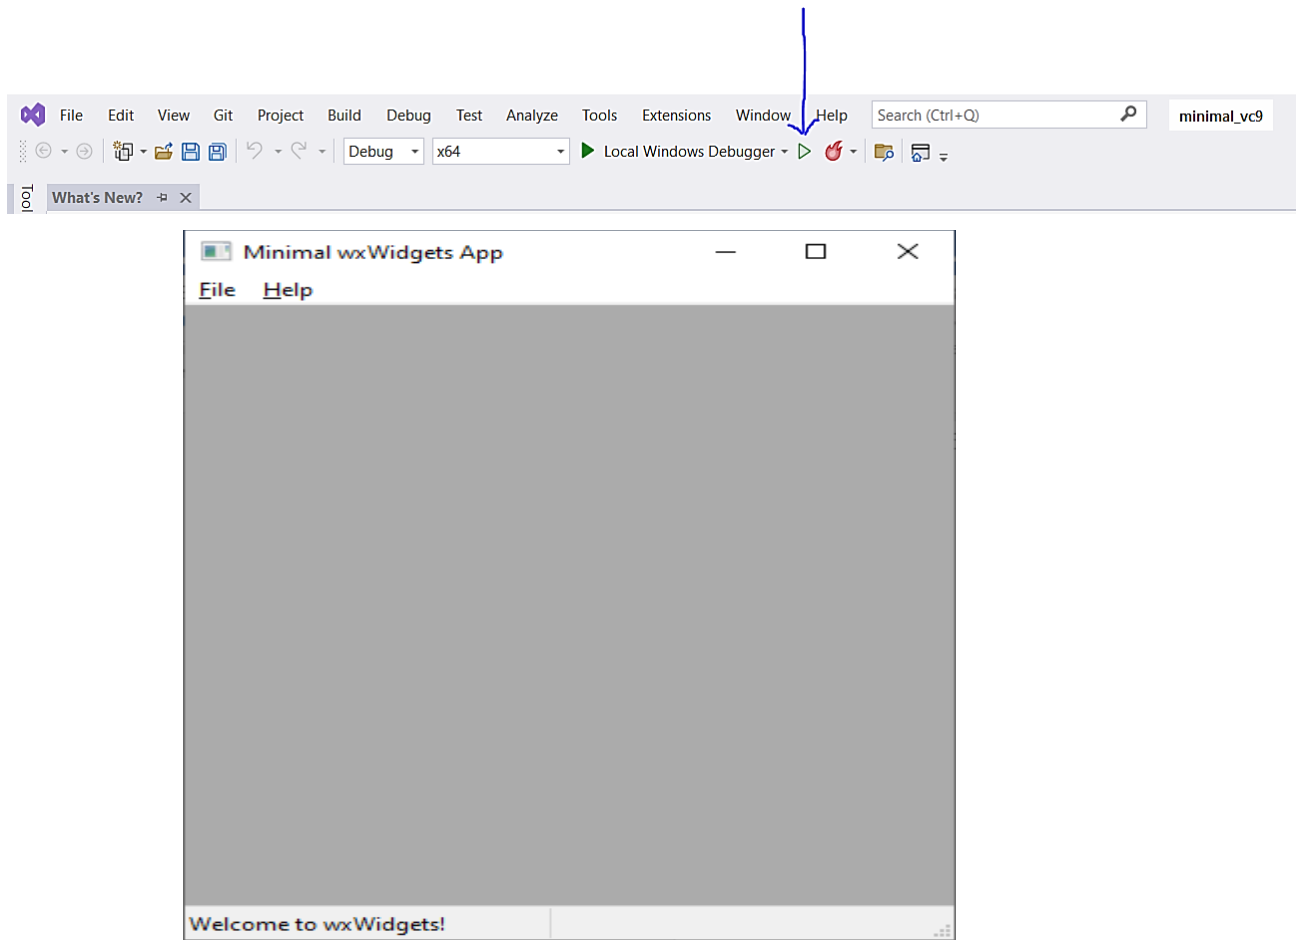 File Edit View Git Project Build Debug Test Analyze Tools Extensions Window Help Search (Ctrl+Q) minimal_vc9
Debug x64 Local Windows Debugger
Tool What's New?
Minimal wxWidgets App
File Help
Welcome to wxWidgets!